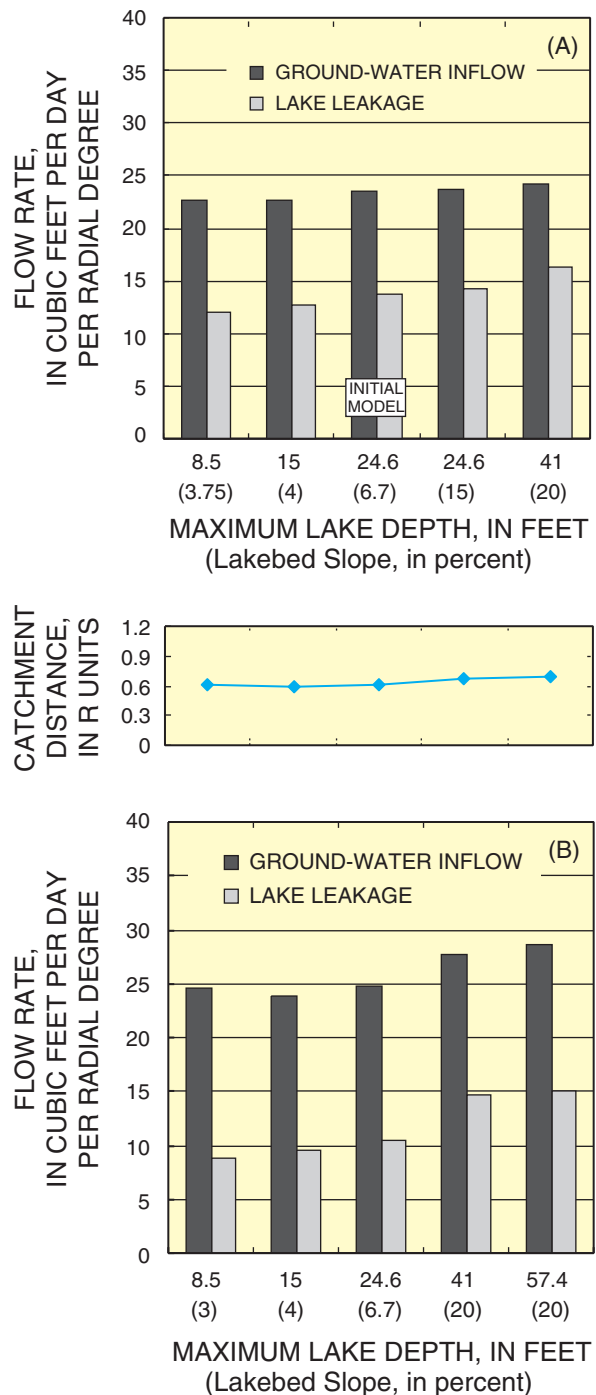 (A)
GROUND-WATER INFLOW
LAKE LEAKAGE
FLOW RATE,
IN CUBIC FEET PER DAY
PER RADIAL DEGREE
40
35
30
25
20
15
10
5
0
INITIAL
MODEL
8.5 15 24.6 24.6 41
(3.75) (4) (6.7) (15) (20)
MAXIMUM LAKE DEPTH, IN FEET
(Lakebed Slope, in percent)
CATCHMENT
DISTANCE,
IN R UNITS
1.2
0.9
0.6
0.3
0
(B)
GROUND-WATER INFLOW
LAKE LEAKAGE
FLOW RATE,
IN CUBIC FEET PER DAY
PER RADIAL DEGREE
40
35
30
25
20
15
10
5
0
8.5 15 24.6 41 57.4
(3) (4) (6.7) (20) (20)
MAXIMUM LAKE DEPTH, IN FEET
(Lakebed Slope, in percent)